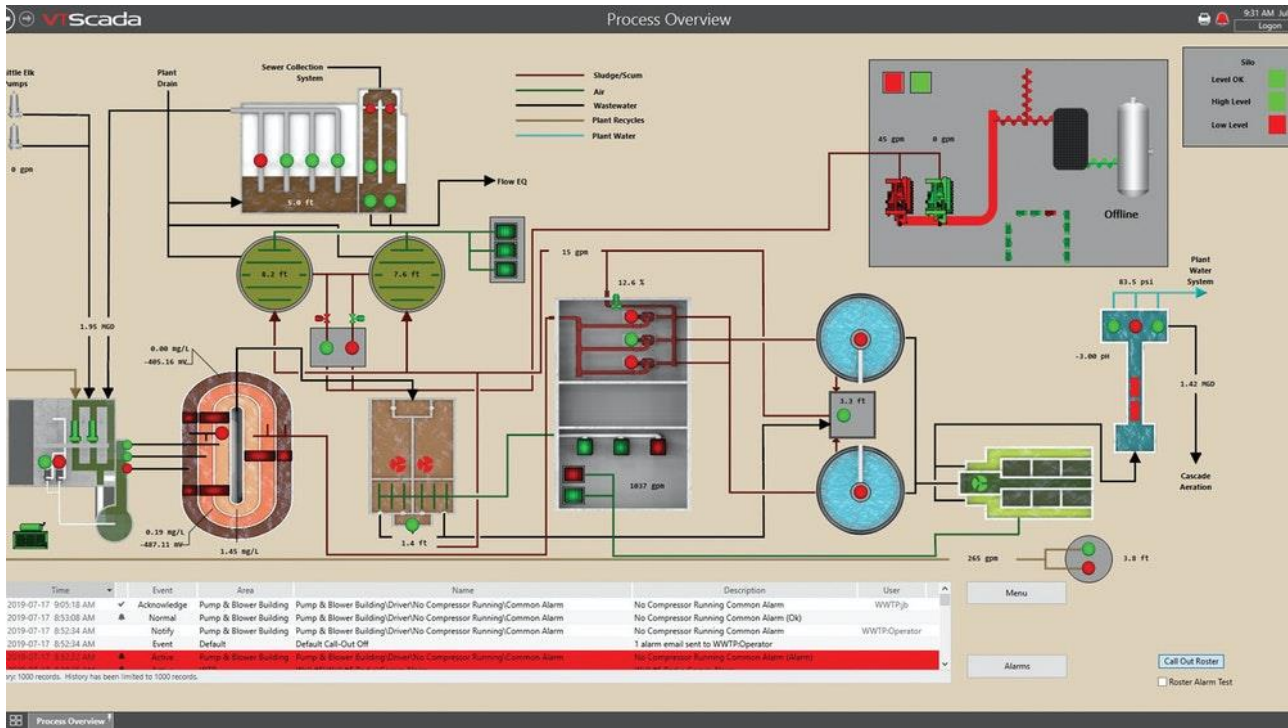 VTScada
Process Overview
9:31 AM Jul
Logon
ittle Elk
Pumps
Plant
Drain
Sewer Collection
System
Sludge/Scum
Air
Wastewater
Plant Recycles
Plant Water
Silo
Level OK
High Level
Low Level
0 gpm
45 gpm
0 gpm
5.0 ft
Flow EQ
Offline
8.2 ft
7.6 ft
15 gpm
12.6 %
83.5 psi
Plant
Water
System
1.95 MGD
0.00 mg/L
-405.16 mV
-3.00 pH
1.42 MGD
3.3 ft
1037 gpm
Cascade
Aeration
0.19 mg/L
-487.11 mV
1.45 mg/L
1.4 ft
265 gpm
3.8 ft
Time Event Area Name Description User
2019-07-17 9:05:18 AM Acknowledge Pump & Blower Building Pump & Blower Building\Driver\No Compressor Running\Common Alarm No Compressor Running Common Alarm WWTP:jb
2019-07-17 8:53:08 AM Normal Pump & Blower Building Pump & Blower Building\Driver\No Compressor Running\Common Alarm No Compressor Running Common Alarm (Ok)
2019-07-17 8:52:34 AM Notify Pump & Blower Building Pump & Blower Building\Driver\No Compressor Running\Common Alarm No Compressor Running Common Alarm WWTP:Operator
2019-07-17 8:52:34 AM Event Default Default Call-Out Off 1 alarm email sent to WWTP:Operator
2019-07-17 8:52:32 AM Active Pump & Blower Building Pump & Blower Building\Driver\No Compressor Running\Common Alarm No Compressor Running Common Alarm (Alarm)
ory: 1000 records. History has been limited to 1000 records.
Menu
Alarms
Call Out Roster
Roster Alarm Test
Process Overview